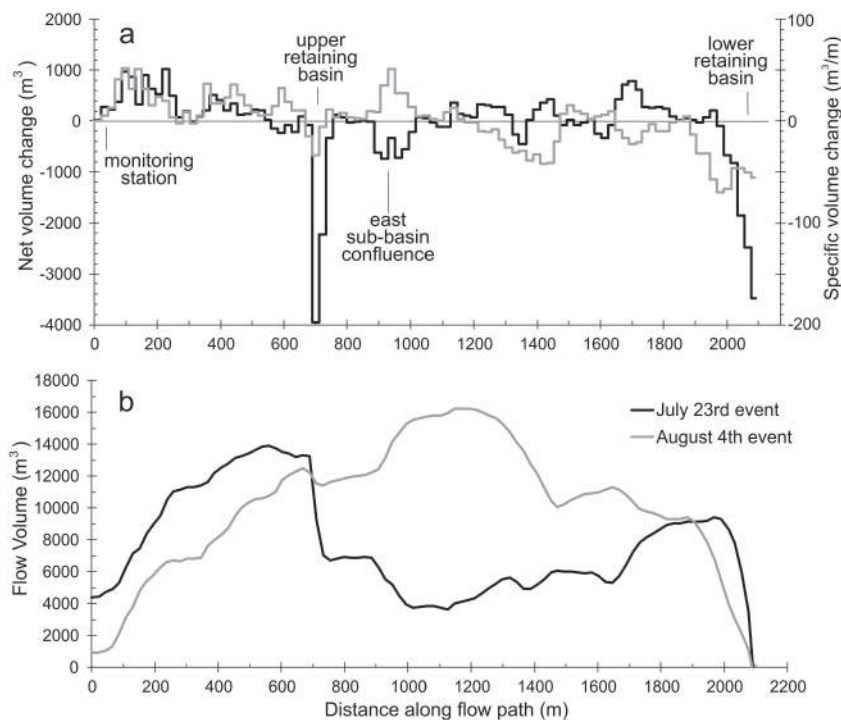 a
upper
retaining
basin
lower
retaining
basin
monitoring
station
east
sub-basin
confluence
Net volume change (m³)
2000
1000
0
-1000
-2000
-3000
-4000
Specific volume change (m³/m)
100
0
-100
-200
0 200 400 600 800 1000 1200 1400 1600 1800 2000
b
July 23rd event
August 4th event
Flow Volume (m³)
18000
16000
14000
12000
10000
8000
6000
4000
2000
0
0 200 400 600 800 1000 1200 1400 1600 1800 2000 2200
Distance along flow path (m)